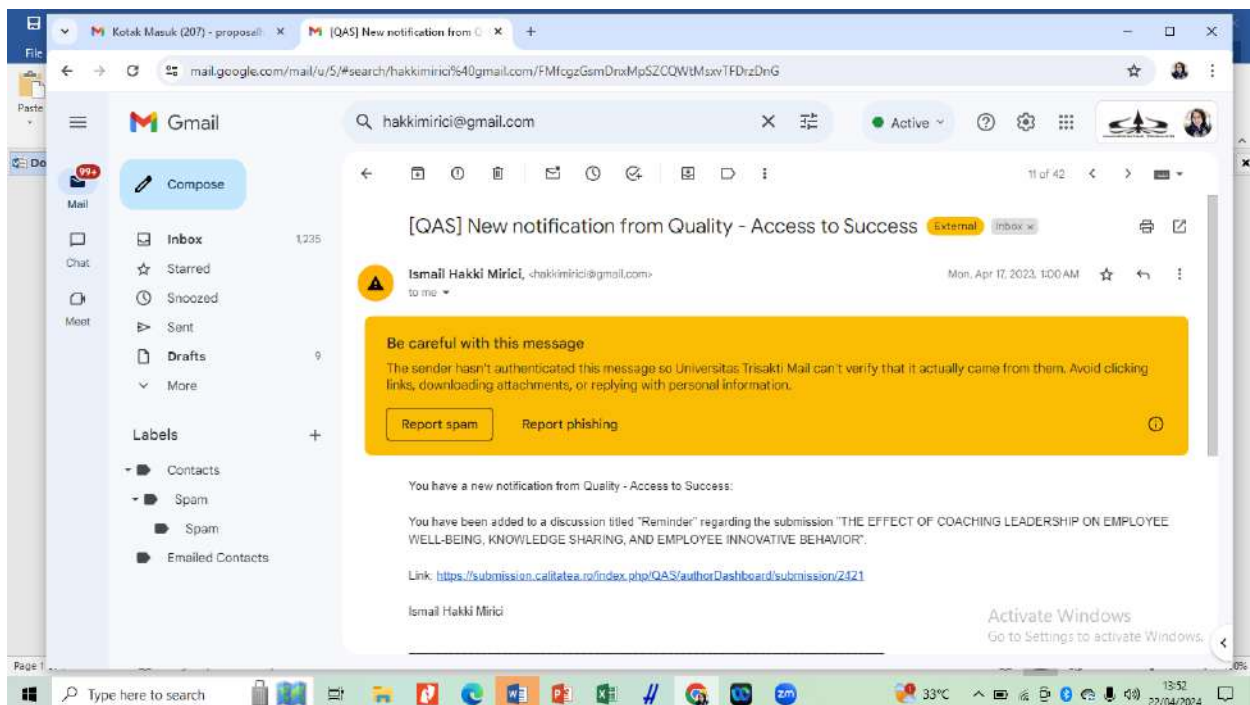 File
Kotak Masuk (207) - proposal
[QAS] New notification from
mail.google.com/mail/u/5/#search/hakkimirici%40gmail.com/FMfcgzGsmDnxMpSZCQWtMsxvTFDrzDnG
Paste
Gmail
hakkimirici@gmail.com
Active
Do
99+
Mail
Chat
Meet
Compose
11 of 42
Inbox 1,235
Starred
Snoozed
Sent
Drafts 9
More
Labels
Contacts
Spam
Spam
Emailed Contacts
[QAS] New notification from Quality - Access to Success External Inbox x
Ismail Hakki Mirici, <hakkimirici@gmail.com> Mon, Apr 17, 2023, 1:00 AM
to me
Be careful with this message
The sender hasn't authenticated this message so Universitas Trisakti Mail can't verify that it actually came from them. Avoid clicking
links, downloading attachments, or replying with personal information.
Report spam Report phishing
You have a new notification from Quality - Access to Success:
You have been added to a discussion titled "Reminder" regarding the submission "THE EFFECT OF COACHING LEADERSHIP ON EMPLOYEE
WELL-BEING, KNOWLEDGE SHARING, AND EMPLOYEE INNOVATIVE BEHAVIOR".
Link: https://submission.calitatea.ro/index.php/QAS/authorDashboard/submission/2421
Ismail Hakki Mirici
Activate Windows
Go to Settings to activate Windows.
Page 1
Type here to search
33°C
13:52
22/04/2024